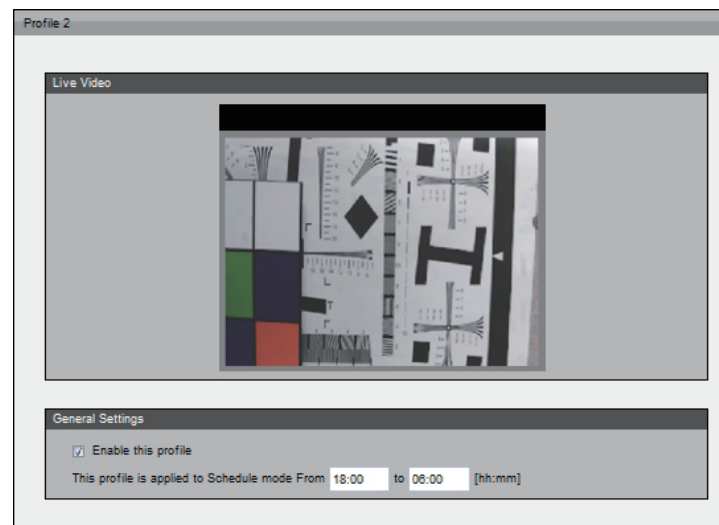 Profile 2
Live Video
General Settings
Enable this profile
This profile is applied to Schedule mode From 18:00 to 06:00 [hh:mm]